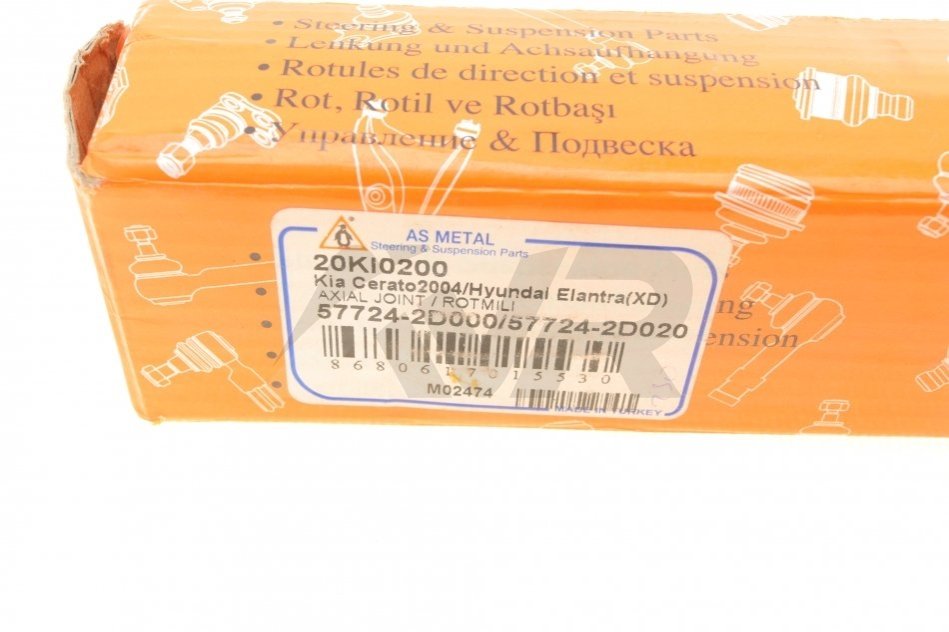 • Steering & Suspension Parts
• Lenkung und Achsaufhangung
• Rotules de direction et suspension
• Rot, Rotil ve Rotbaşı
• Управление & Подвеска
AS METAL
Steering & Suspension Parts
20KI0200
Kia Cerato2004/Hyundai Elantra(XD)
AXIAL JOINT / ROTMILI
57724-2D000/57724-2D020
8680617015530
M02474
MADE IN TURKEY